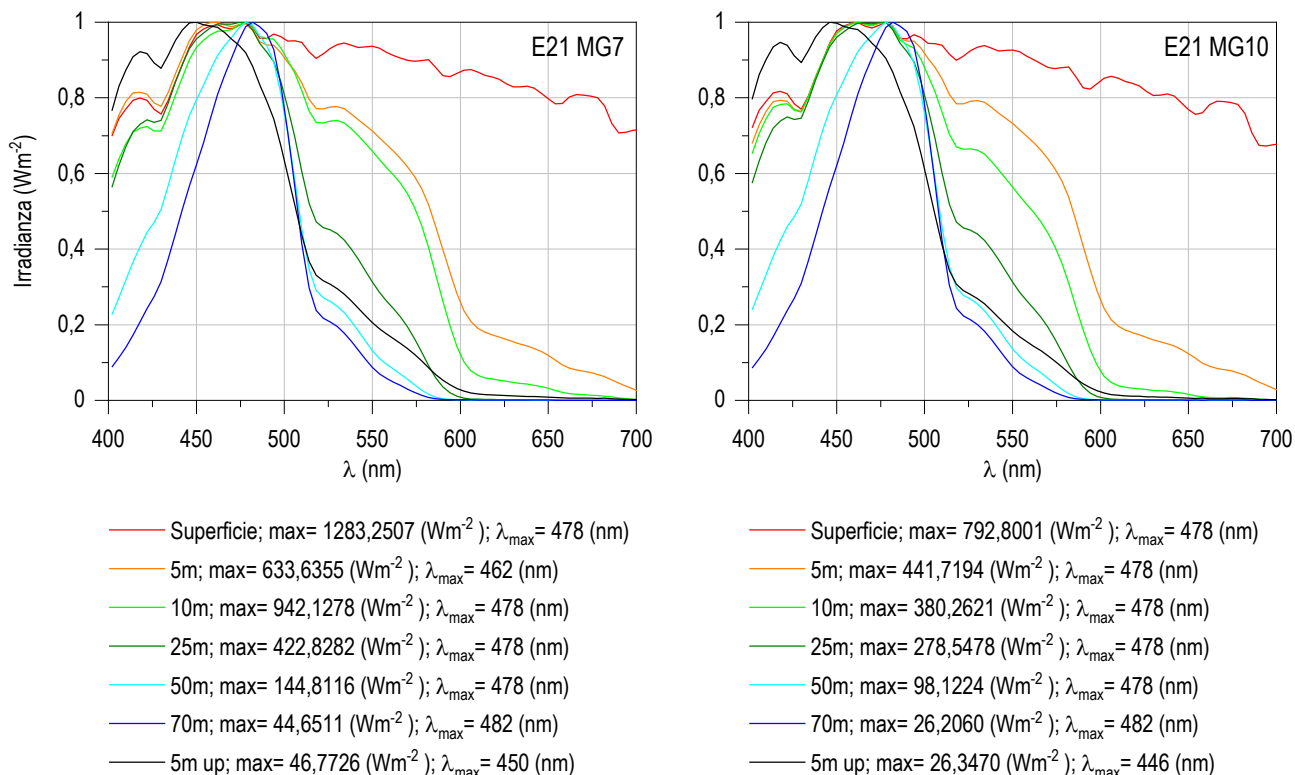 E21 MG7
Irradianza (Wm-2)
1
0,8
0,6
0,4
0,2
0
400 450 500 550 600 650 700
λ (nm)
Superficie; max= 1283,2507 (Wm-2 ); λmax= 478 (nm)
5m; max= 633,6355 (Wm-2 ); λmax= 462 (nm)
10m; max= 942,1278 (Wm-2 ); λmax= 478 (nm)
25m; max= 422,8282 (Wm-2 ); λmax= 478 (nm)
50m; max= 144,8116 (Wm-2 ); λmax= 478 (nm)
70m; max= 44,6511 (Wm-2 ); λmax= 482 (nm)
5m up; max= 46,7726 (Wm-2 ); λmax= 450 (nm)
E21 MG10
1
0,8
0,6
0,4
0,2
0
400 450 500 550 600 650 700
λ (nm)
Superficie; max= 792,8001 (Wm-2 ); λmax= 478 (nm)
5m; max= 441,7194 (Wm-2 ); λmax= 478 (nm)
10m; max= 380,2621 (Wm-2 ); λmax= 478 (nm)
25m; max= 278,5478 (Wm-2 ); λmax= 478 (nm)
50m; max= 98,1224 (Wm-2 ); λmax= 478 (nm)
70m; max= 26,2060 (Wm-2 ); λmax= 482 (nm)
5m up; max= 26,3470 (Wm-2 ); λmax= 446 (nm)